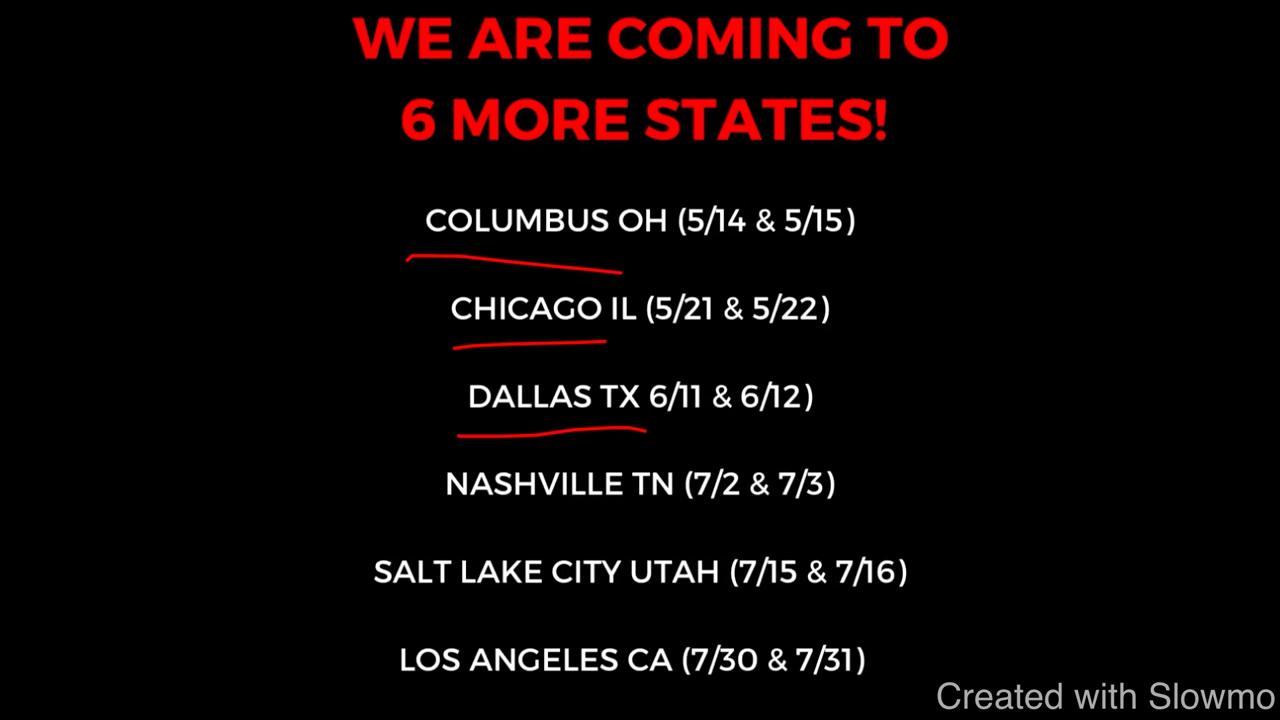 WE ARE COMING TO
6 MORE STATES!
COLUMBUS OH (5/14 & 5/15)
CHICAGO IL (5/21 & 5/22)
DALLAS TX 6/11 & 6/12)
NASHVILLE TN (7/2 & 7/3)
SALT LAKE CITY UTAH (7/15 & 7/16)
LOS ANGELES CA (7/30 & 7/31)
Created with Slowmo